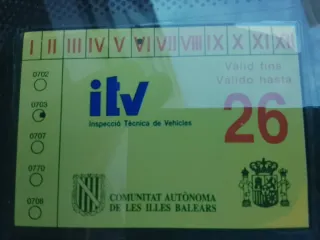 I II III IV V VI VII VIII IX X XI XII
Vàlid fins
Válido hasta
0702
itv
26
0703
Inspecció Tècnica de Vehicles
0707
0770
COMUNITAT AUTÒNOMA
DE LES ILLES BALEARS
0708